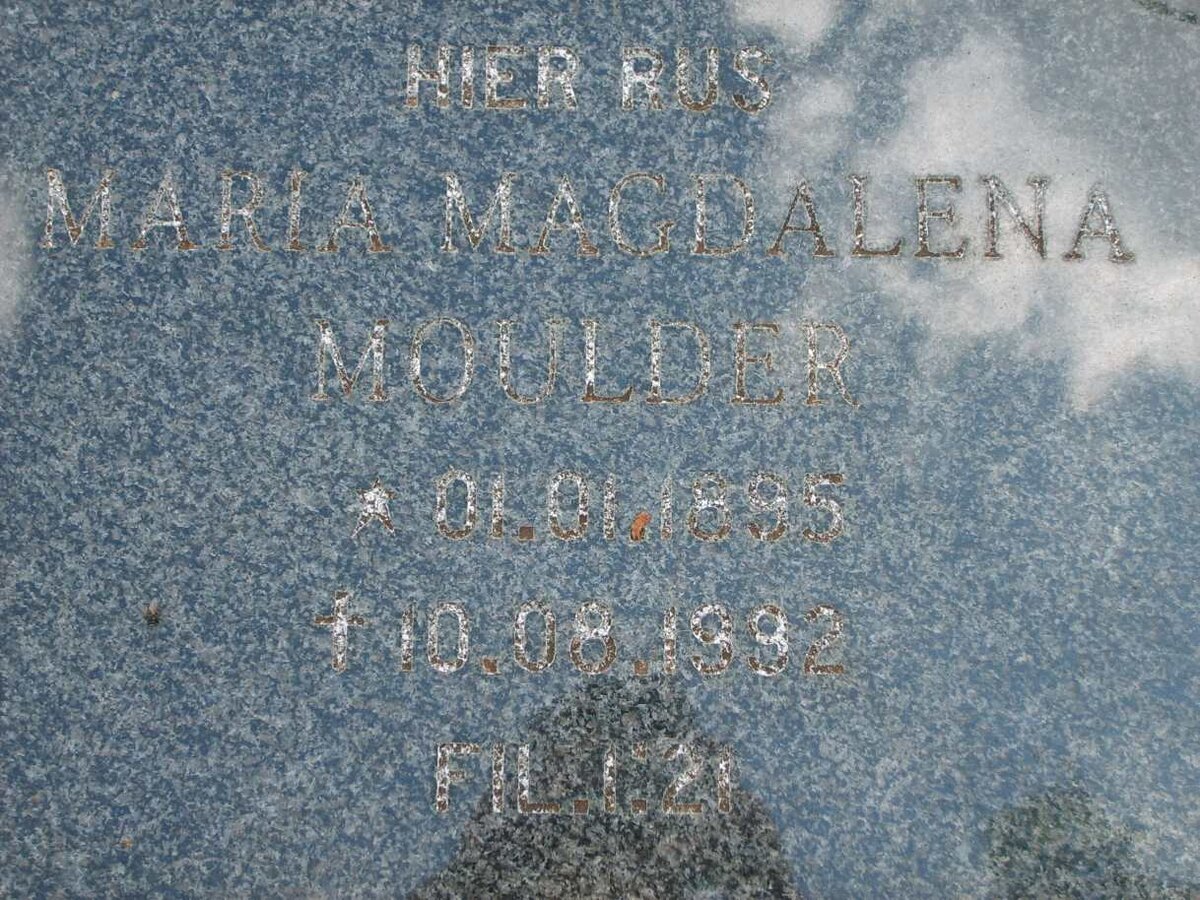 HIER RUS
MARIA MAGDALENA
MOULDER
★ 01.01.1895
† 10.08.1992
FIL.1:21